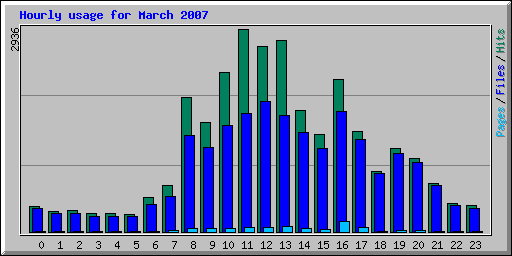 Hourly usage for March 2007
2936
Pages/Files/Hits
0 1 2 3 4 5 6 7 8 9 10 11 12 13 14 15 16 17 18 19 20 21 22 23